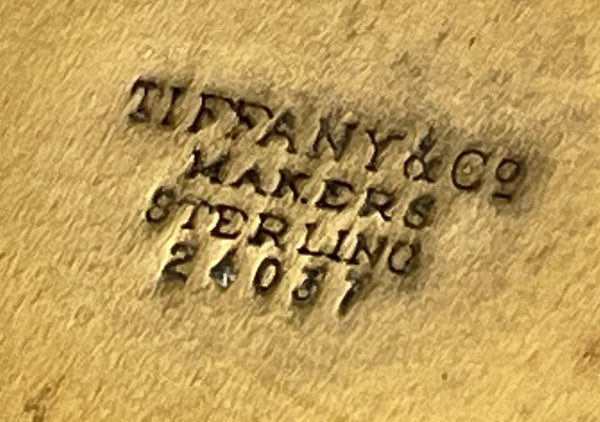 TIFFANY & Co
MAKERS
STERLING
24037